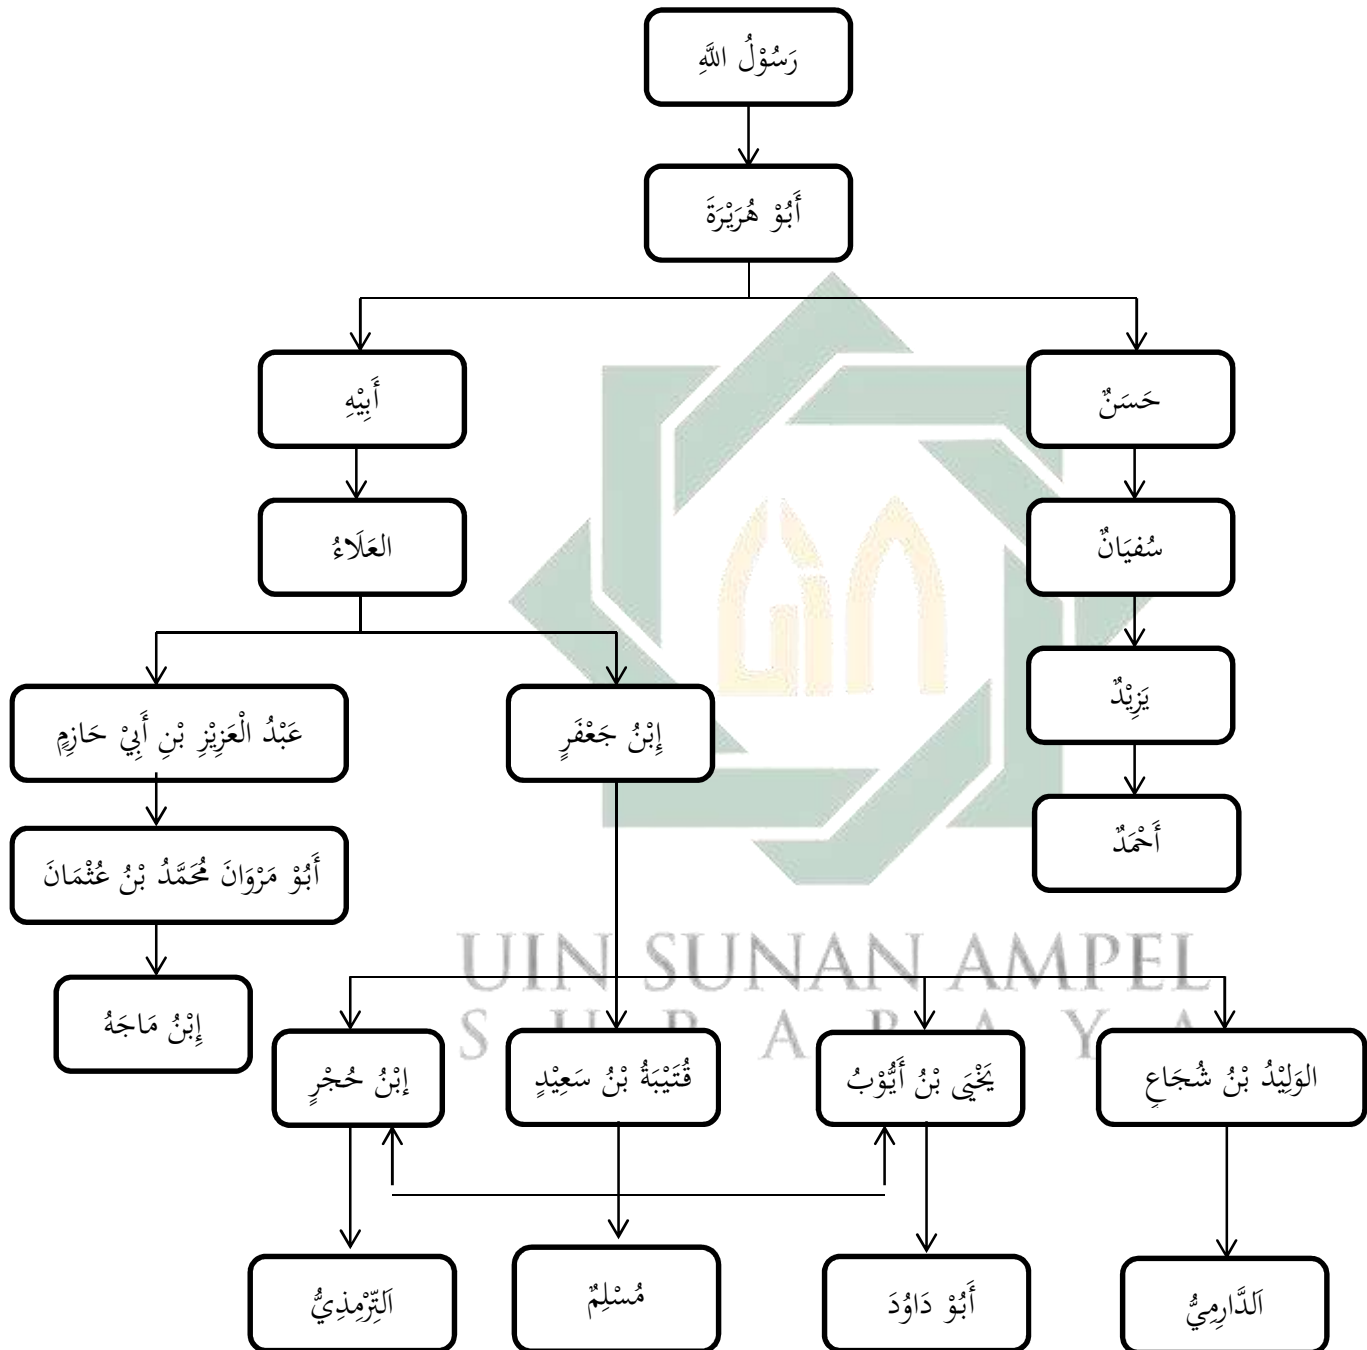 رَسُوْلُ اللَّهِ
أَبُوْ هُرَيْرَةَ
حَسَنٌ
أَبِيْهِ
سُفيَانٌ
العَلَاءُ
يَزِيْدٌ
إِبْنُ جَعْفَرٍ
عَبْدُ الْعَزِيْزِ بْنِ أَبِيْ حَازِمٍ
أَحْمَدٌ
أَبُوْ مَرْوَانَ مُحَمَّدُ بْنُ عُثْمَانَ
UIN SUNAN AMPEL
S U R A B A Y A
إِبْنُ مَاجَهُ
الوَلِيْدُ بْنُ شُجَاعِ
يَحْيَى بْنُ أَيُّوْبُ
قُتَيْبَةُ بْنُ سَعِيْدٍ
إبْنُ حُجْرٍ
اَلدَّارِمِيُّ
أَبُوْ دَاوُدَ
مُسْلِمٌ
اَلتِّرْمِذِيُّ